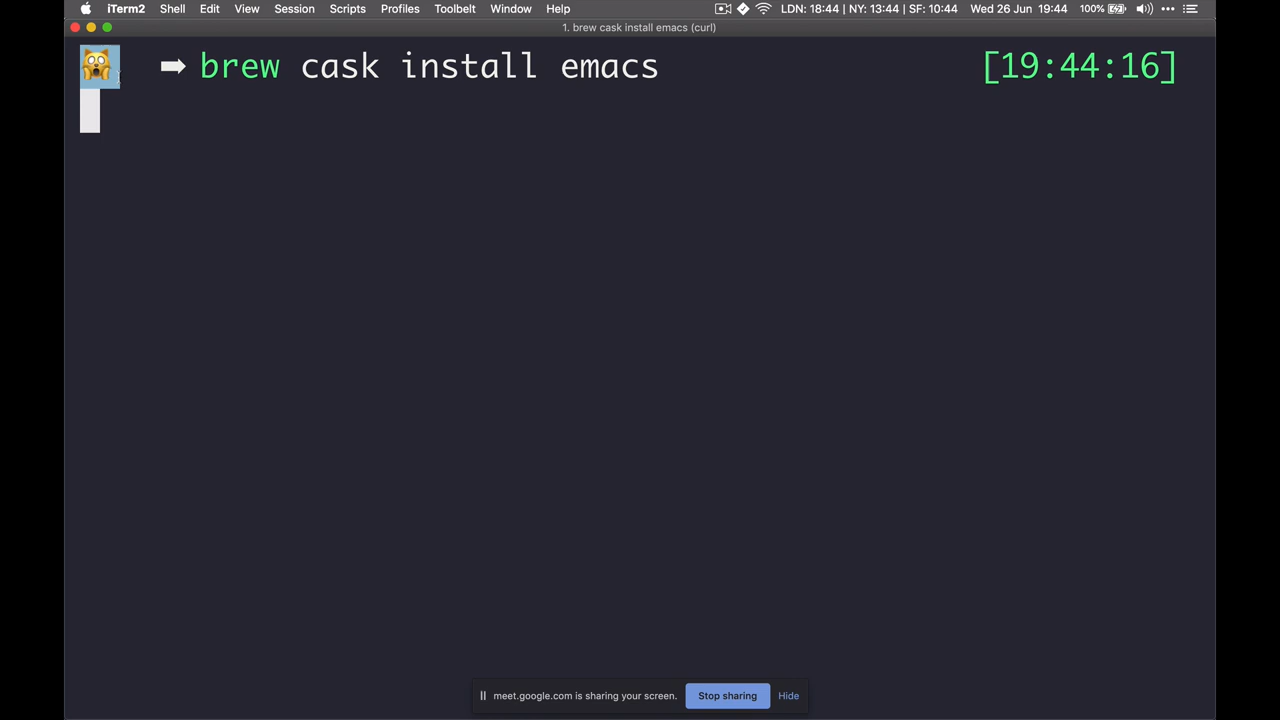 iTerm2 Shell Edit View Session Scripts Profiles Toolbelt Window Help LDN: 18:44 | NY: 13:44 | SF: 10:44 Wed 26 Jun 19:44 100%
1. brew cask install emacs (curl)
➡ brew cask install emacs [19:44:16]
meet.google.com is sharing your screen. Stop sharing Hide